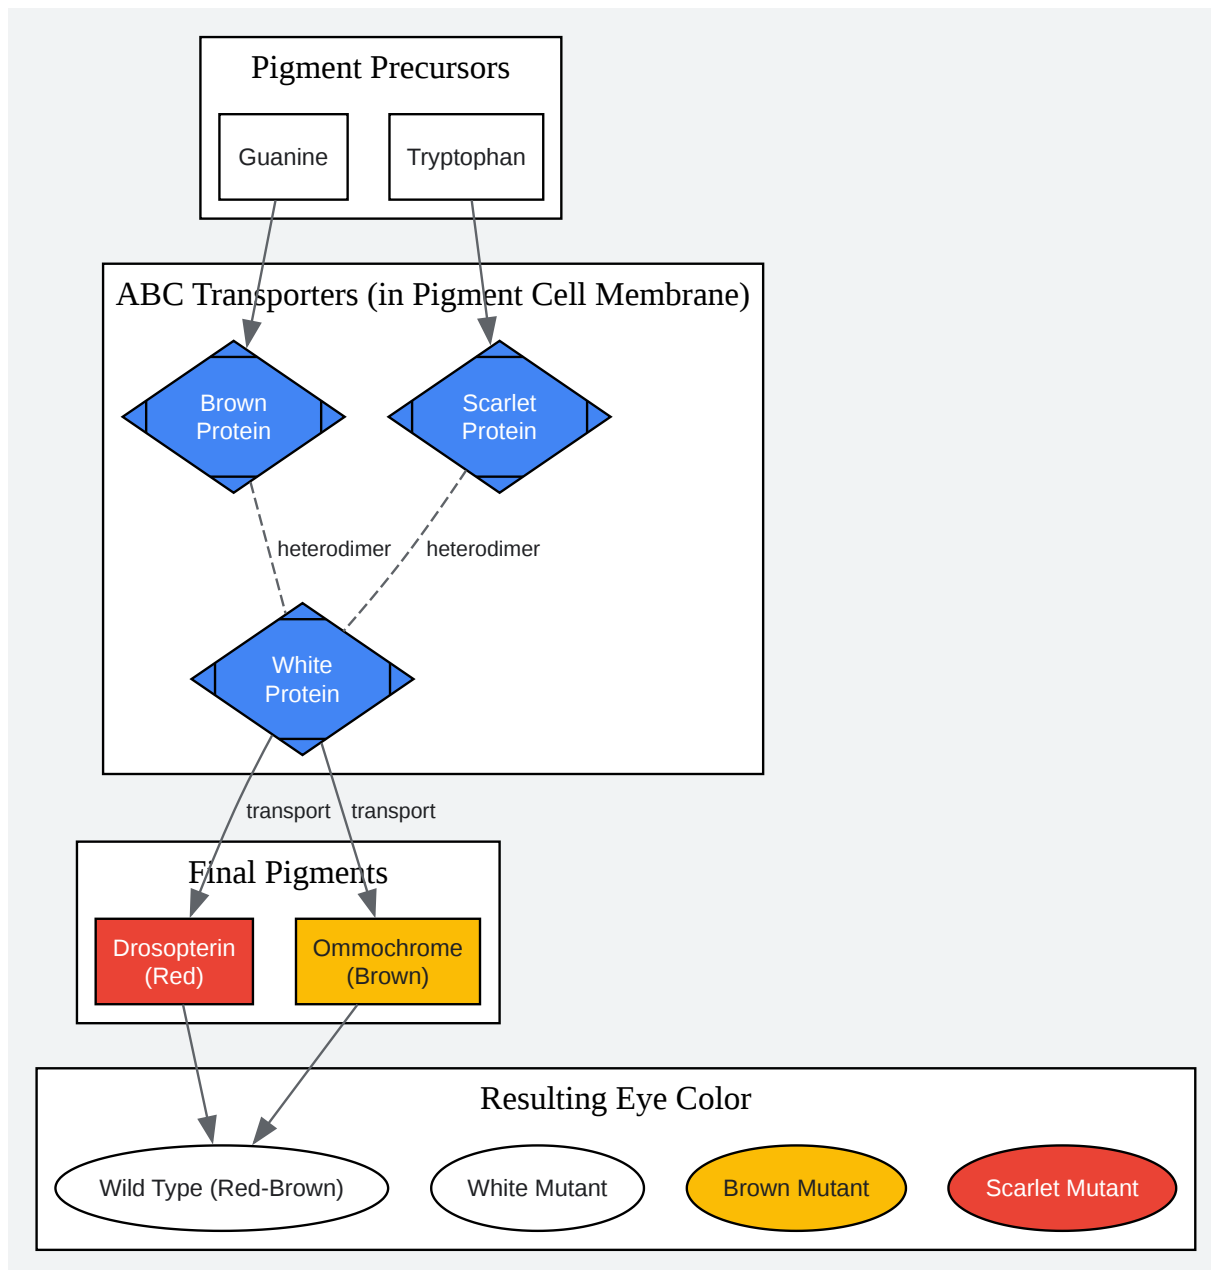 Pigment Precursors
Guanine
Tryptophan
ABC Transporters (in Pigment Cell Membrane)
Brown
Protein
Scarlet
Protein
heterodimer
heterodimer
White
Protein
transport
transport
Final Pigments
Drosopterin
(Red)
Ommochrome
(Brown)
Resulting Eye Color
Wild Type (Red-Brown)
White Mutant
Brown Mutant
Scarlet Mutant